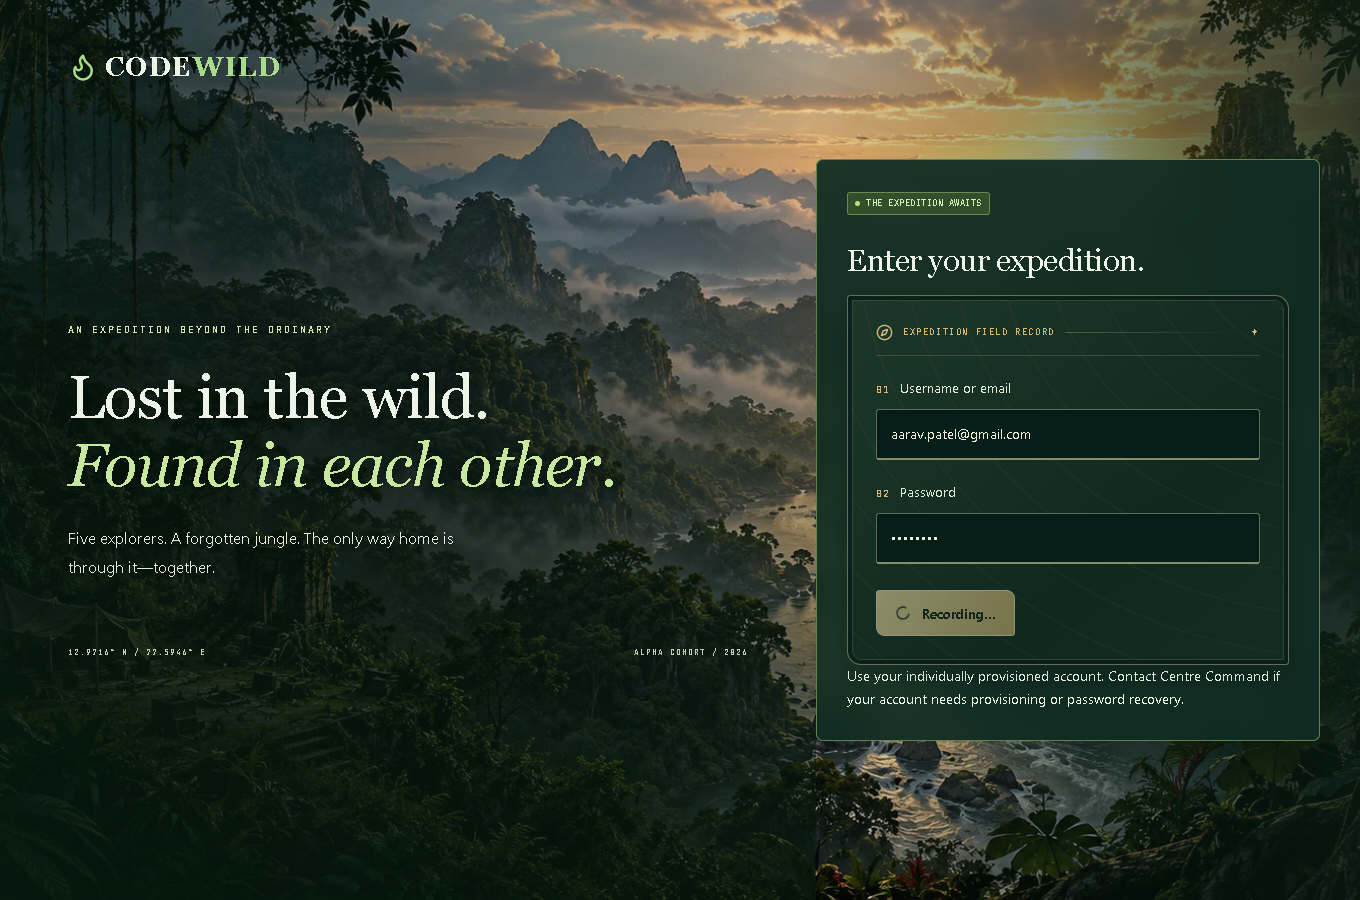 CODEWILD
AN EXPEDITION BEYOND THE ORDINARY
Lost in the wild.
Found in each other.
Five explorers. A forgotten jungle. The only way home is
through it—together.
12.9716° N / 77.5946° E
ALPHA COHORT / 2026
THE EXPEDITION AWAITS
Enter your expedition.
EXPEDITION FIELD RECORD
01 Username or email
aarav.patel@gmail.com
02 Password
••••••••
Recording...
Use your individually provisioned account. Contact Centre Command if
your account needs provisioning or password recovery.